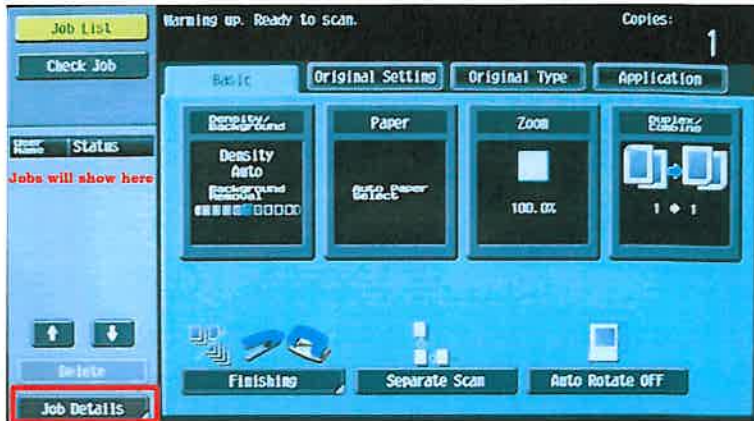 Job List
Check Job
User Name Status
Jobs will show here
Delete
Job Details
Warming up. Ready to scan.
Copies:
1
Basic
Original Setting
Original Type
Application
Density/
Background
Density
Auto
Background
Removal
Paper
Auto Paper
Select
Zoom
100.0%
Duplex/
Combine
1 → 1
Finishing
Separate Scan
Auto Rotate OFF